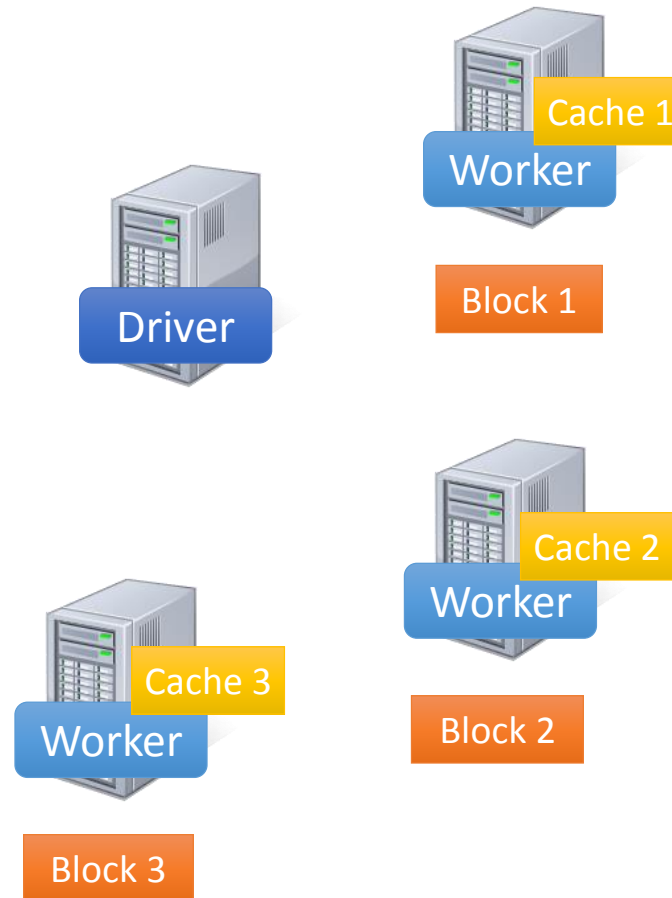 Cache 1
Worker
Block 1
Driver
Cache 2
Worker
Block 2
Cache 3
Worker
Block 3